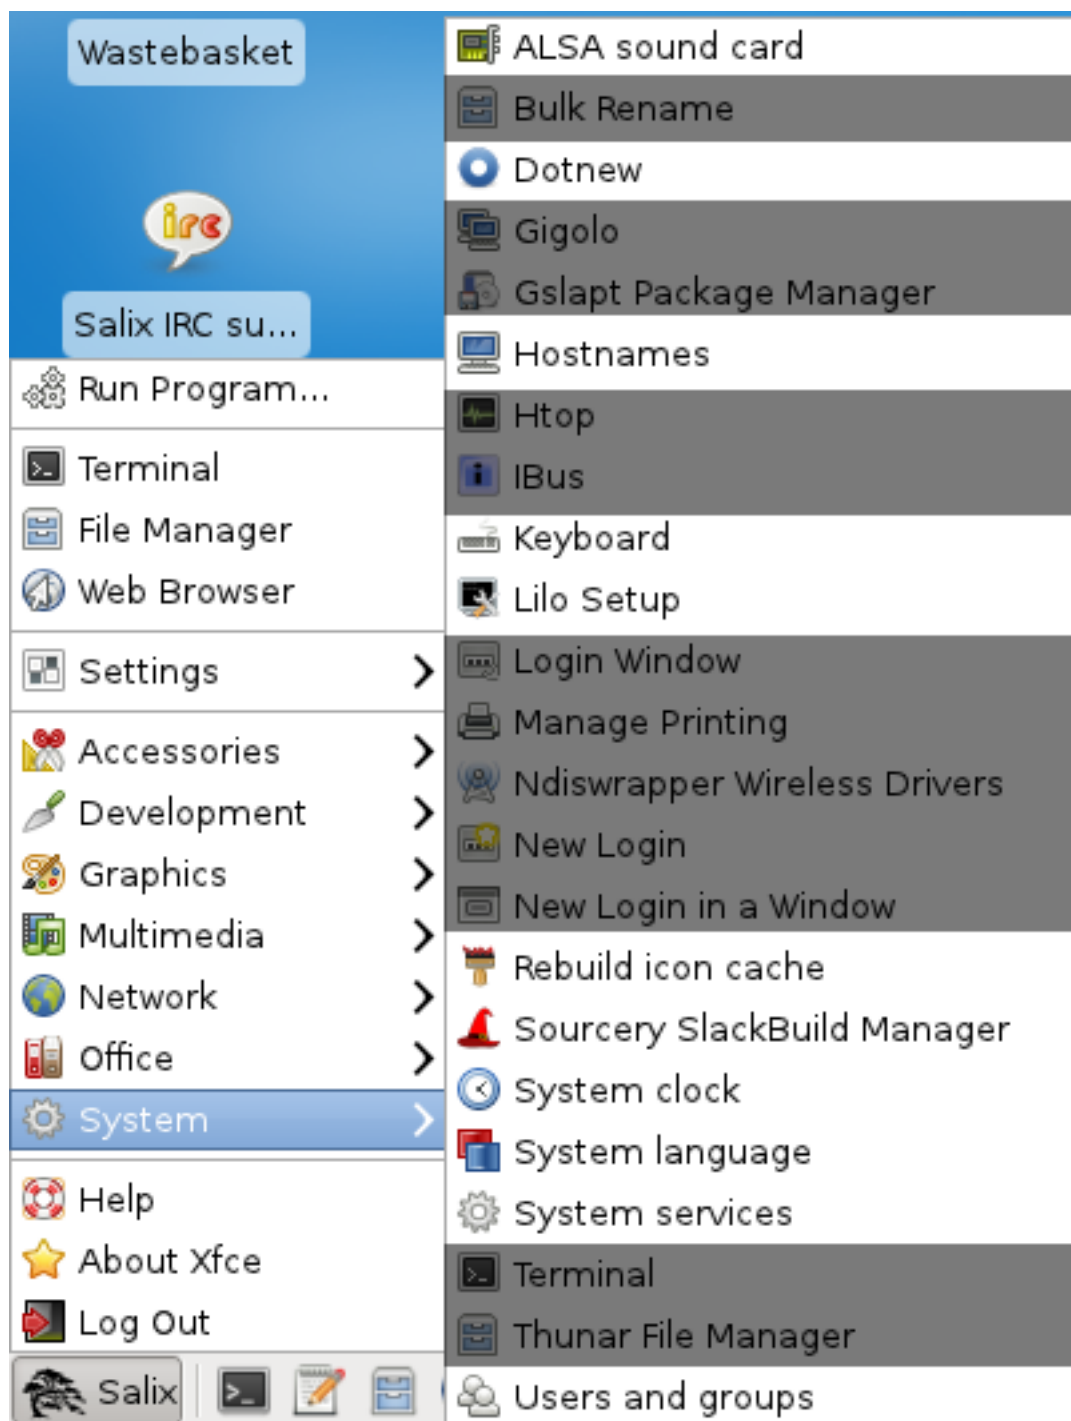 Wastebasket
irc
Salix IRC su...
Run Program...
Terminal
File Manager
Web Browser
Settings
Accessories
Development
Graphics
Multimedia
Network
Office
System
Help
About Xfce
Log Out
Salix
ALSA sound card
Bulk Rename
Dotnew
Gigolo
Gslapt Package Manager
Hostnames
Htop
IBus
Keyboard
Lilo Setup
Login Window
Manage Printing
Ndiswrapper Wireless Drivers
New Login
New Login in a Window
Rebuild icon cache
Sourcery SlackBuild Manager
System clock
System language
System services
Terminal
Thunar File Manager
Users and groups